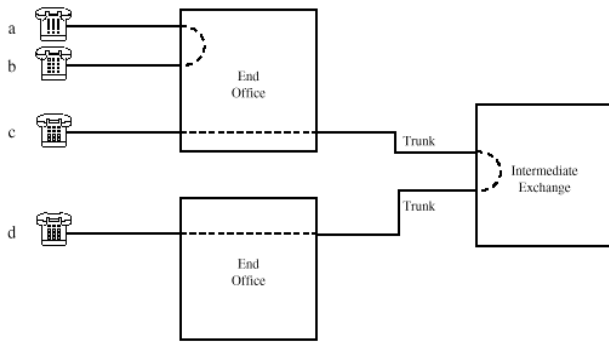 a
b
End
Office
c
Trunk
Intermediate
Exchange
Trunk
d
End
Office